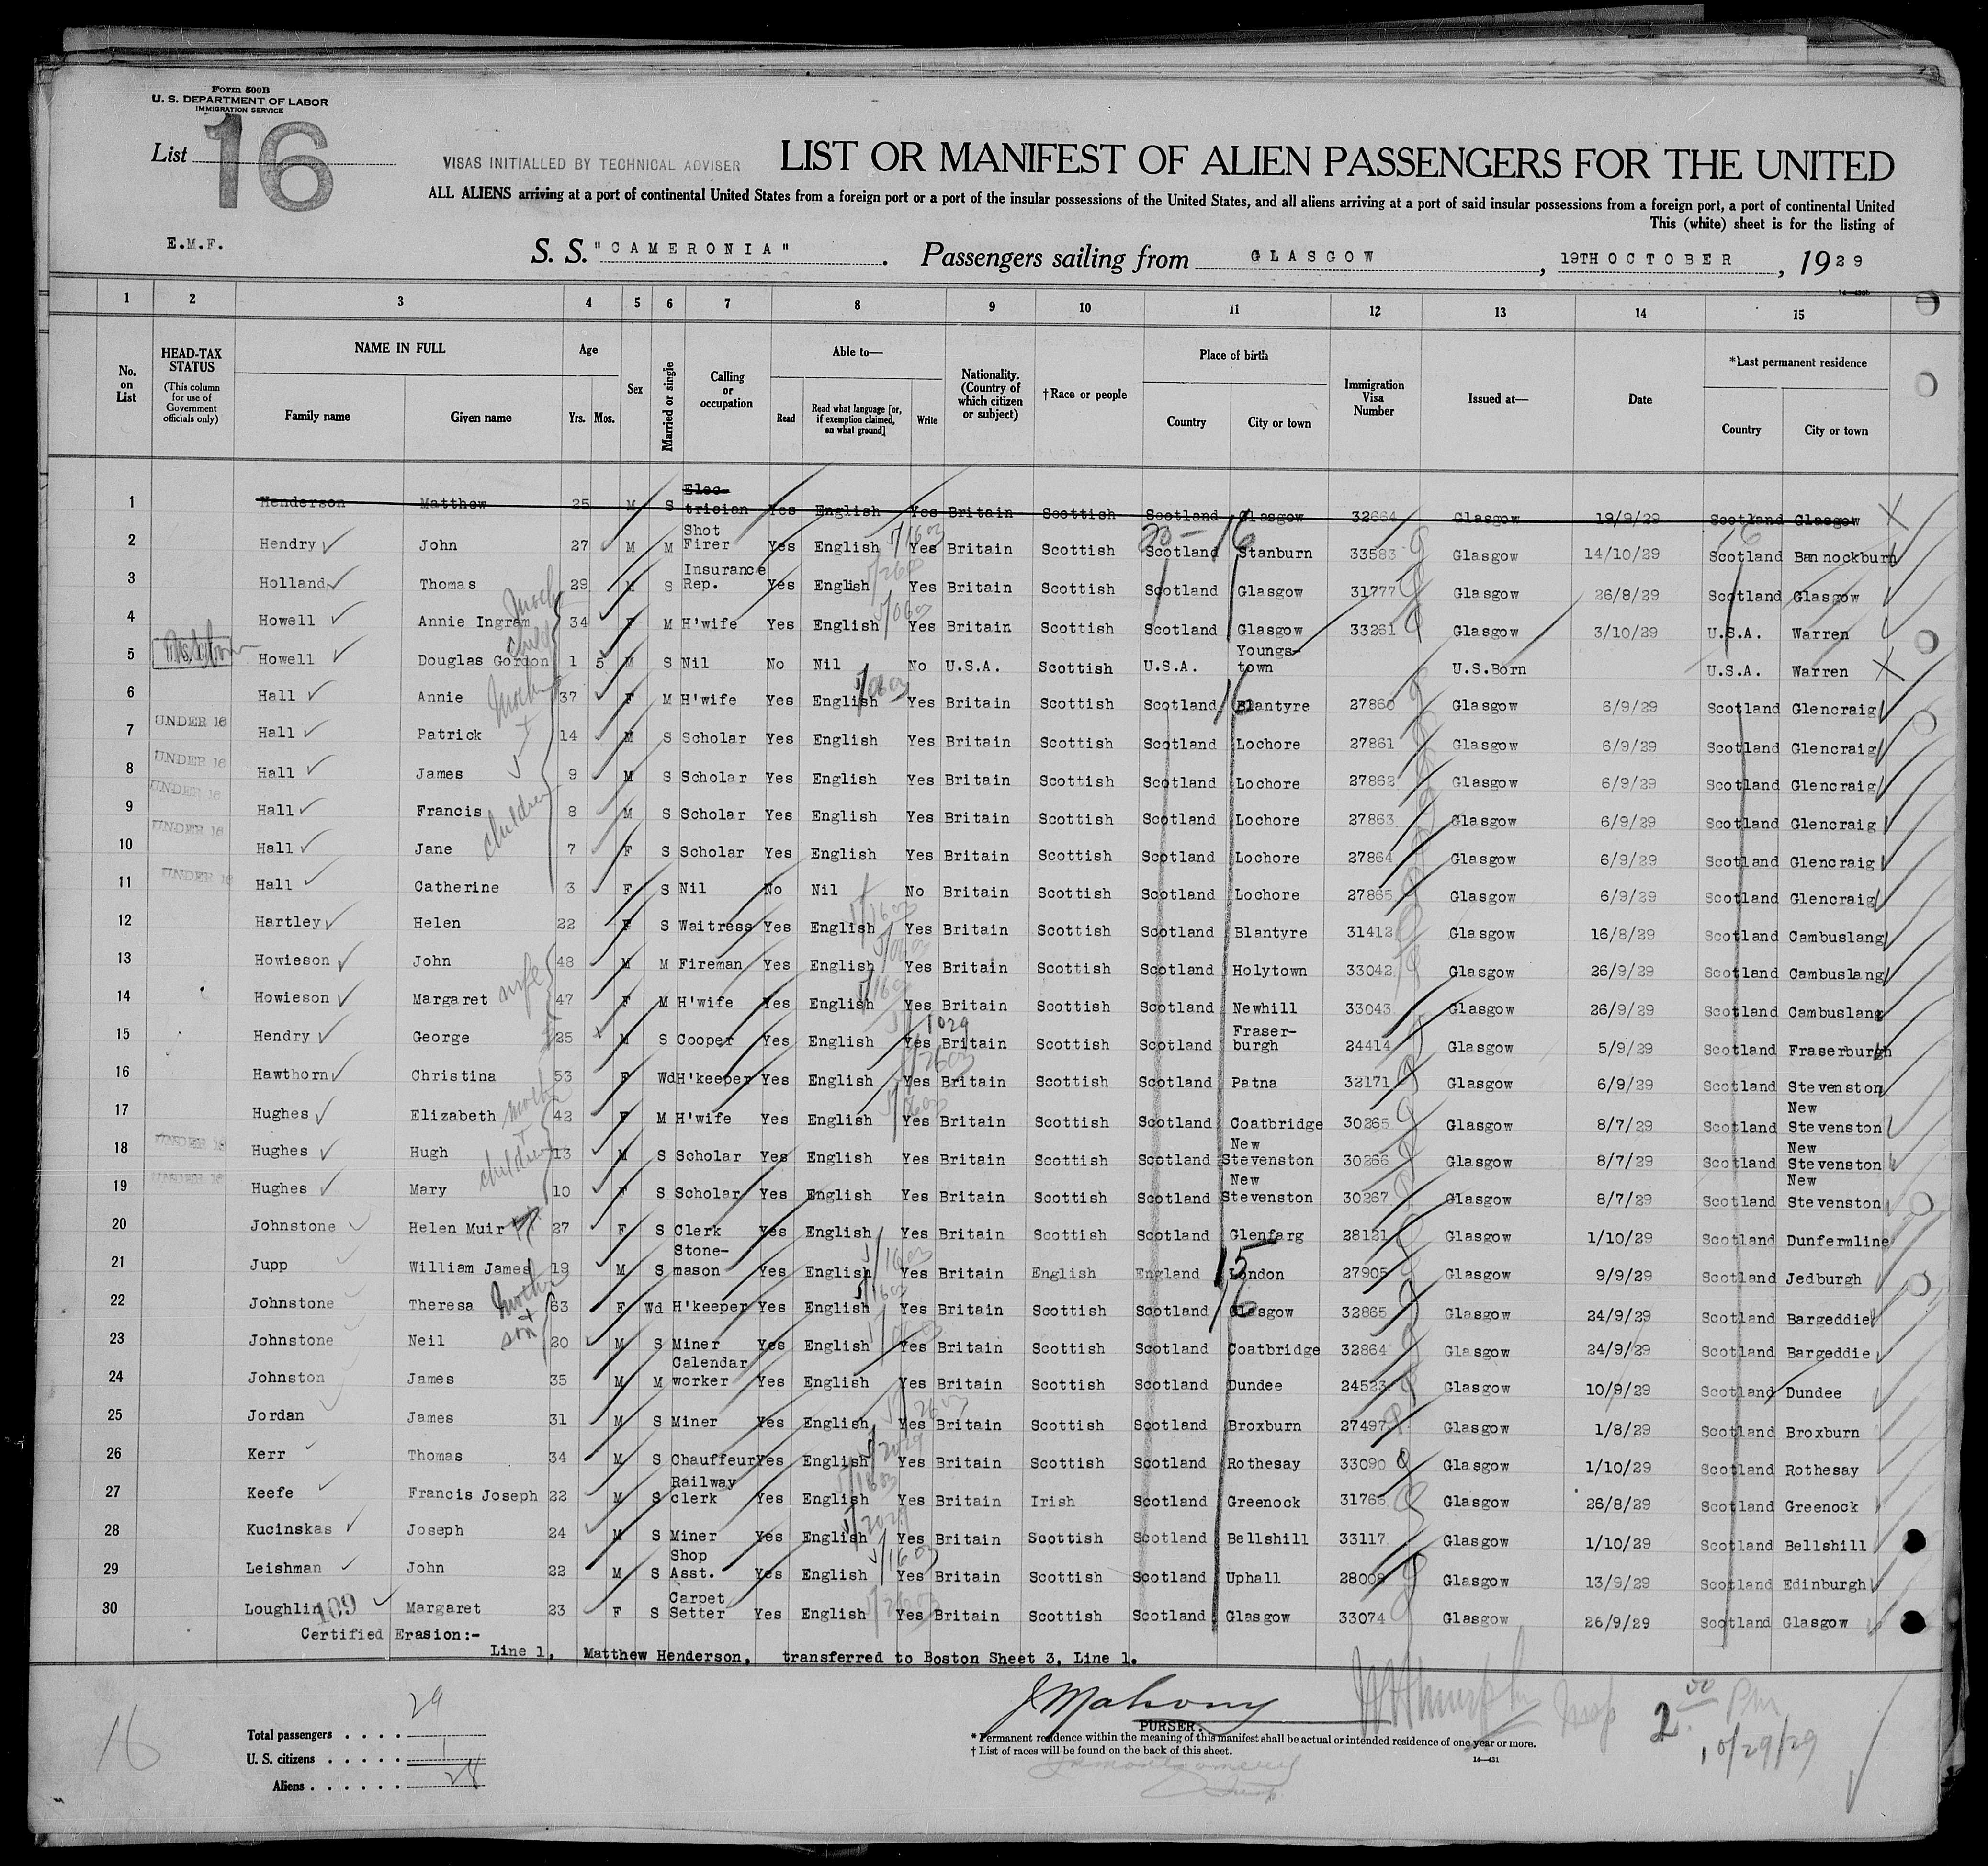 Form 500B
U. S. DEPARTMENT OF LABOR
IMMIGRATION SERVICE
List 16
VISAS INITIALLED BY TECHNICAL ADVISER
LIST OR MANIFEST OF ALIEN PASSENGERS FOR THE UNITED
ALL ALIENS arriving at a port of continental United States from a foreign port or a port of the insular possessions of the United States, and all aliens arriving at a port of said insular possessions from a foreign port, a port of continental United
This (white) sheet is for the listing of
E.M.F.
S. S. "CAMERONIA". Passengers sailing from GLASGOW, 19TH OCTOBER, 1929
14—430b
1 2 3 4 5 6 7 8 9 10 11 12 13 14 15
No. on List
HEAD-TAX STATUS (This column for use of Government officials only)
NAME IN FULL Family name Given name
Age Yrs. Mos.
Sex
Married or single
Calling or occupation
Able to— Read Read what language [or, if exemption claimed, on what ground] Write
Nationality. (Country of which citizen or subject)
†Race or people
Place of birth Country City or town
Immigration Visa Number
Issued at—
Date
*Last permanent residence Country City or town
1 Henderson Matthew 25 M S Electrician Yes English Yes Britain Scottish Scotland Glasgow 32664 Glasgow 19/9/29 Scotland Glasgow
2 Hendry John 27 M M Shot Firer Yes English Yes Britain Scottish Scotland Stanburn 33583 Glasgow 14/10/29 Scotland Bannockburn
3 Holland Thomas 29 M S Insurance Rep. Yes English Yes Britain Scottish Scotland Glasgow 31777 Glasgow 26/8/29 Scotland Glasgow
4 Howell Annie Ingram 34 F M H'wife Yes English Yes Britain Scottish Scotland Glasgow 33261 Glasgow 3/10/29 U.S.A. Warren
5 Howell Douglas Gordon child 1 5 M S Nil No Nil No U.S.A. Scottish U.S.A. Youngs-town U.S.Born U.S.A. Warren
6 Hall Annie 37 F M H'wife Yes English Yes Britain Scottish Scotland Blantyre 27860 Glasgow 6/9/29 Scotland Glencraig
7 UNDER 16 Hall Patrick 14 M S Scholar Yes English Yes Britain Scottish Scotland Lochore 27861 Glasgow 6/9/29 Scotland Glencraig
8 UNDER 16 Hall James 9 M S Scholar Yes English Yes Britain Scottish Scotland Lochore 27862 Glasgow 6/9/29 Scotland Glencraig
9 UNDER 16 Hall Francis children 8 M S Scholar Yes English Yes Britain Scottish Scotland Lochore 27863 Glasgow 6/9/29 Scotland Glencraig
10 UNDER 16 Hall Jane 7 F S Scholar Yes English Yes Britain Scottish Scotland Lochore 27864 Glasgow 6/9/29 Scotland Glencraig
11 UNDER 16 Hall Catherine 3 F S Nil No Nil No Britain Scottish Scotland Lochore 27865 Glasgow 6/9/29 Scotland Glencraig
12 Hartley Helen 22 F S Waitress Yes English Yes Britain Scottish Scotland Blantyre 31412 Glasgow 16/8/29 Scotland Cambuslang
13 Howieson John 48 M M Fireman Yes English Yes Britain Scottish Scotland Holytown 33042 Glasgow 26/9/29 Scotland Cambuslang
14 Howieson Margaret wife 47 F M H'wife Yes English Yes Britain Scottish Scotland Newhill 33043 Glasgow 26/9/29 Scotland Cambuslang
15 Hendry George 25 M S Cooper Yes English Yes Britain Scottish Scotland Fraser-burgh 24414 Glasgow 5/9/29 Scotland Fraserburgh
16 Hawthorn Christina 53 F Wd H'keeper Yes English Yes Britain Scottish Scotland Patna 32171 Glasgow 6/9/29 Scotland Stevenston
17 Hughes Elizabeth mother 42 F M H'wife Yes English Yes Britain Scottish Scotland Coatbridge 30265 Glasgow 8/7/29 Scotland New Stevenston
18 UNDER 16 Hughes Hugh children 13 M S Scholar Yes English Yes Britain Scottish Scotland New Stevenston 30266 Glasgow 8/7/29 Scotland New Stevenston
19 UNDER 16 Hughes Mary 10 F S Scholar Yes English Yes Britain Scottish Scotland New Stevenston 30267 Glasgow 8/7/29 Scotland New Stevenston
20 Johnstone Helen Muir 27 F S Clerk Yes English Yes Britain Scottish Scotland Glenfarg 28121 Glasgow 1/10/29 Scotland Dunfermline
21 Jupp William James 19 M S Stone-mason Yes English Yes Britain English England London 27905 Glasgow 9/9/29 Scotland Jedburgh
22 Johnstone Theresa mother 63 F Wd H'keeper Yes English Yes Britain Scottish Scotland Glasgow 32865 Glasgow 24/9/29 Scotland Bargeddie
23 Johnstone Neil son 20 M S Miner Yes English Yes Britain Scottish Scotland Coatbridge 32864 Glasgow 24/9/29 Scotland Bargeddie
24 Johnston James 35 M M Calendar worker Yes English Yes Britain Scottish Scotland Dundee 24523 Glasgow 10/9/29 Scotland Dundee
25 Jordan James 31 M S Miner Yes English Yes Britain Scottish Scotland Broxburn 27497 Glasgow 1/8/29 Scotland Broxburn
26 Kerr Thomas 34 M S Chauffeur Yes English Yes Britain Scottish Scotland Rothesay 33090 Glasgow 1/10/29 Scotland Rothesay
27 Keefe Francis Joseph 22 M S Railway clerk Yes English Yes Britain Irish Scotland Greenock 31766 Glasgow 26/8/29 Scotland Greenock
28 Kucinskas Joseph 24 M S Miner Yes English Yes Britain Scottish Scotland Bellshill 33117 Glasgow 1/10/29 Scotland Bellshill
29 Leishman John 22 M S Shop Asst. Yes English Yes Britain Scottish Scotland Uphall 28009 Glasgow 13/9/29 Scotland Edinburgh
30 Loughlin 109 Margaret 23 F S Carpet Setter Yes English Yes Britain Scottish Scotland Glasgow 33074 Glasgow 26/9/29 Scotland Glasgow
Certified Erasion:-
Line 1, Matthew Henderson, transferred to Boston Sheet 3, Line 1.
16
Total passengers . . . . 29
U. S. citizens . . . . . 1
Aliens . . . . . . 28
J Mahony
PURSER.
2 00 Pm
10/29/29
* Permanent residence within the meaning of this manifest shall be actual or intended residence of one year or more.
† List of races will be found on the back of this sheet.
14—431